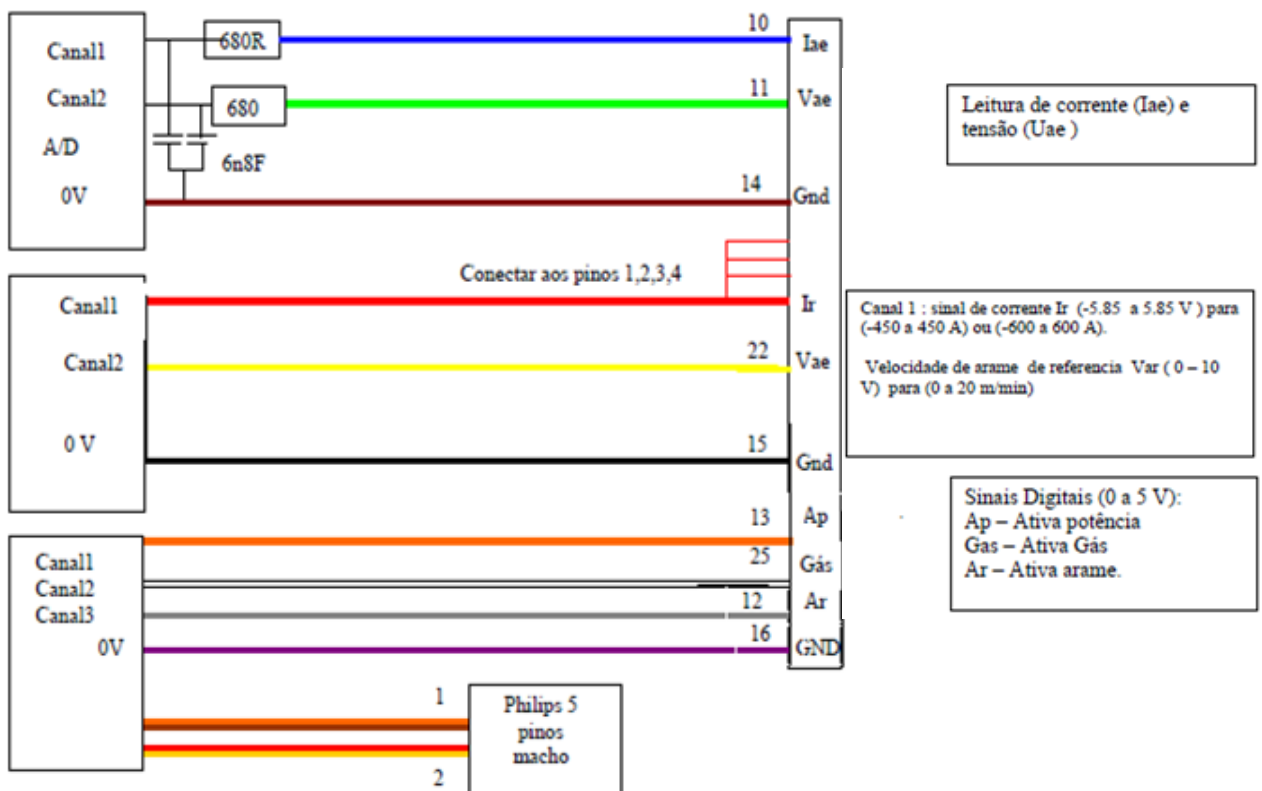 Canal1
Canal2
A/D
0V
680R
680
6n8F
10
11
14
Iae
Vae
Gnd
Leitura de corrente (Iae) e
tensão (Uae )
Conectar aos pinos 1,2,3,4
Canal1
Canal2
0 V
22
15
Ir
Vae
Gnd
Canal 1 : sinal de corrente Ir (-5.85 a 5.85 V ) para
(-450 a 450 A) ou (-600 a 600 A).
Velocidade de arame de referencia Var ( 0 – 10
V) para (0 a 20 m/min)
Canal1
Canal2
Canal3
0V
13
25
12
16
Ap
Gás
Ar
GND
Sinais Digitais (0 a 5 V):
Ap – Ativa potência
Gas – Ativa Gás
Ar – Ativa arame.
1
2
Philips 5
pinos
macho